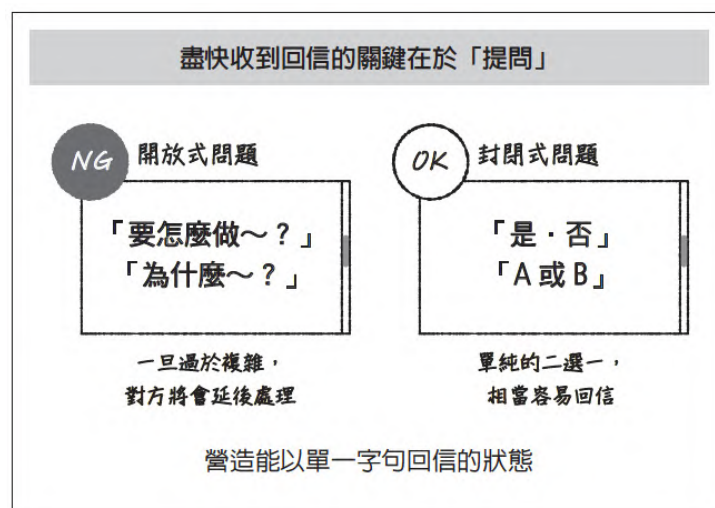 盡快收到回信的關鍵在於「提問」
NG 開放式問題
「要怎麼做～？」
「為什麼～？」
一旦過於複雜，
對方將會延後處理
OK 封閉式問題
「是・否」
「A或B」
單純的二選一，
相當容易回信
營造能以單一字句回信的狀態